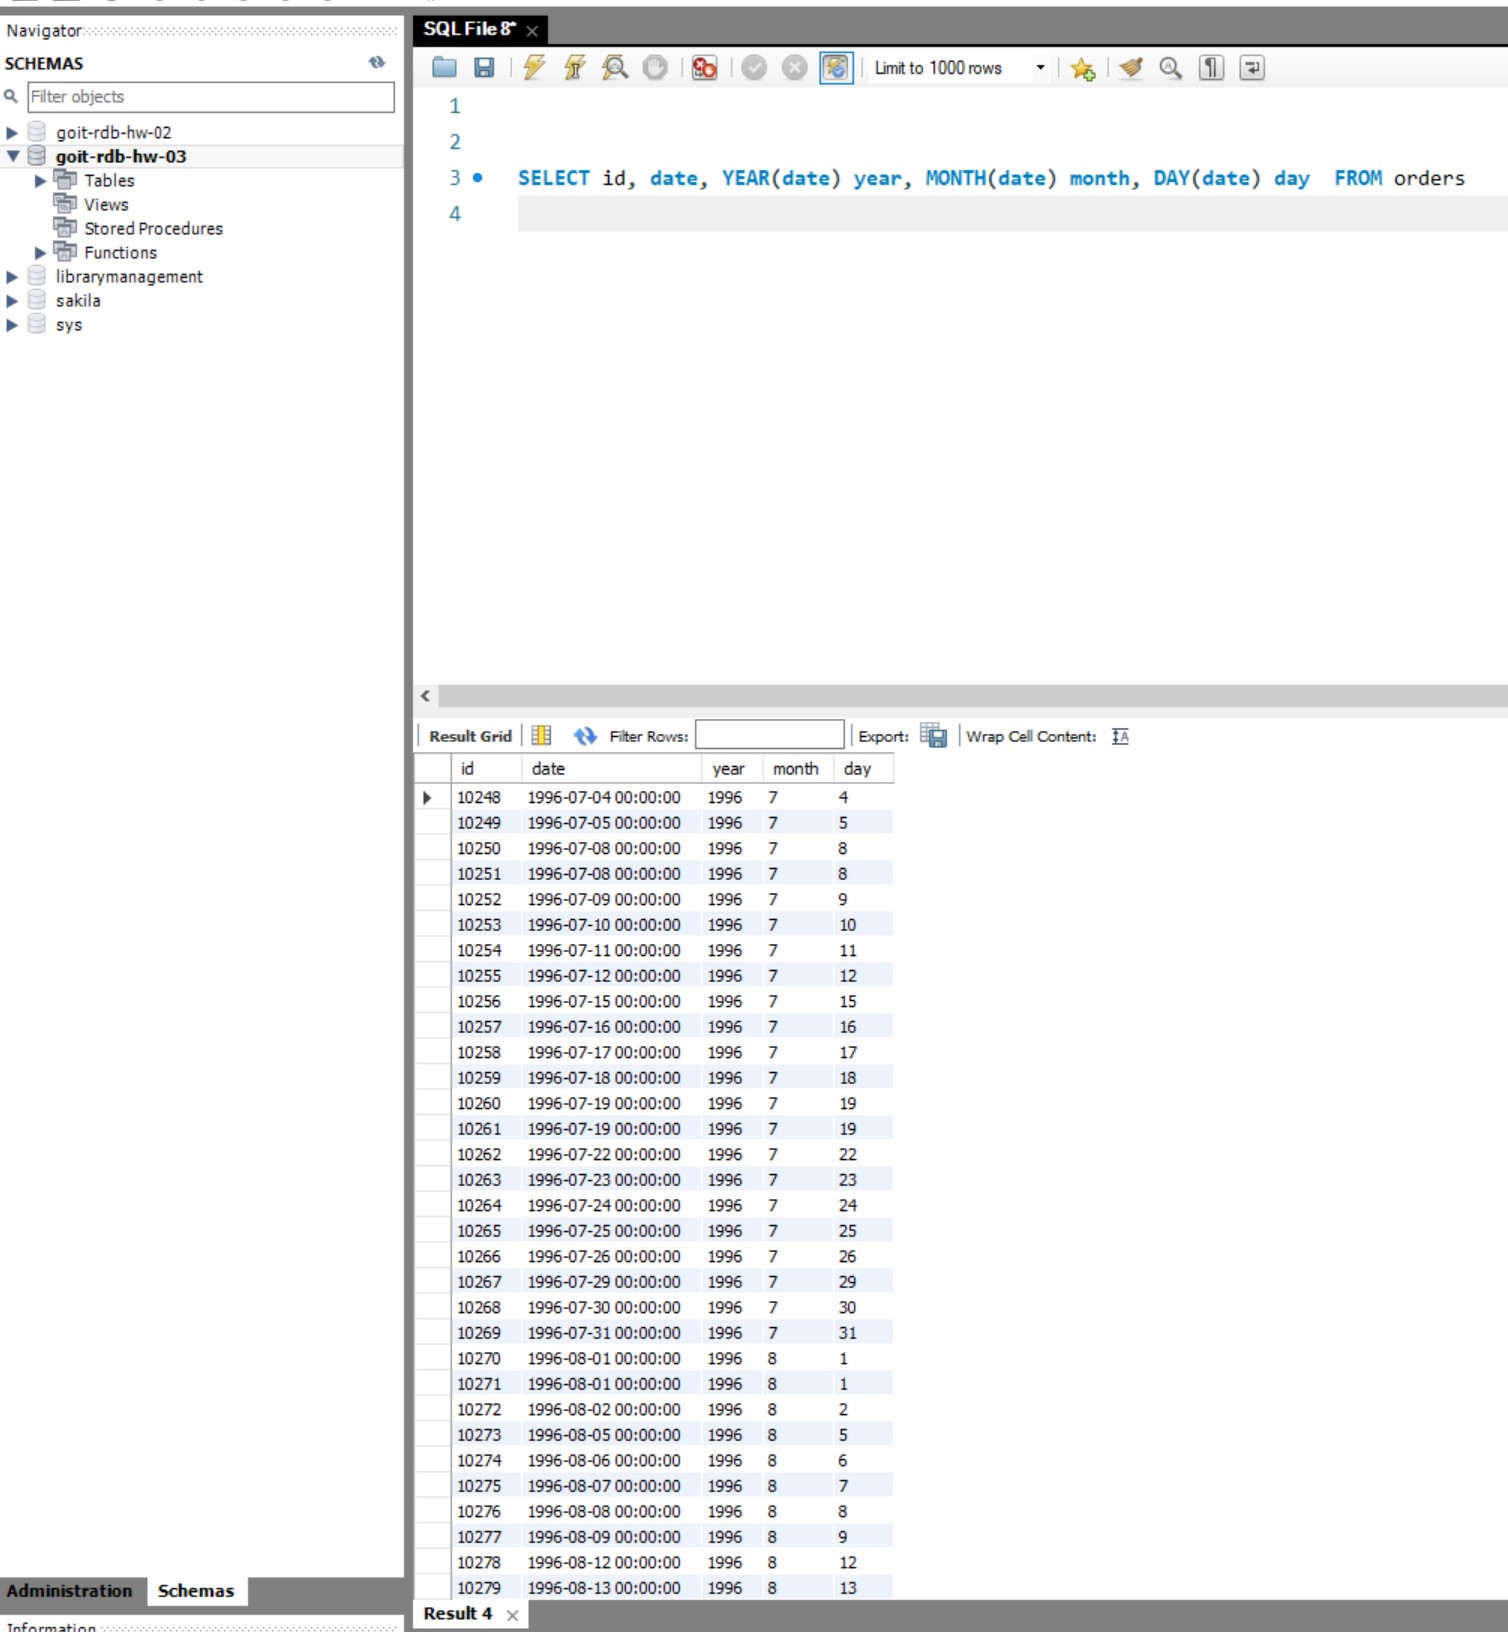 Navigator
SCHEMAS
Filter objects
goit-rdb-hw-02
goit-rdb-hw-03
Tables
Views
Stored Procedures
Functions
librarymanagement
sakila
sys
Administration Schemas
Information
SQL File 8*
Limit to 1000 rows
1
2
3 SELECT id, date, YEAR(date) year, MONTH(date) month, DAY(date) day FROM orders
4
Result Grid Filter Rows: Export: Wrap Cell Content:
id date year month day
10248 1996-07-04 00:00:00 1996 7 4
10249 1996-07-05 00:00:00 1996 7 5
10250 1996-07-08 00:00:00 1996 7 8
10251 1996-07-08 00:00:00 1996 7 8
10252 1996-07-09 00:00:00 1996 7 9
10253 1996-07-10 00:00:00 1996 7 10
10254 1996-07-11 00:00:00 1996 7 11
10255 1996-07-12 00:00:00 1996 7 12
10256 1996-07-15 00:00:00 1996 7 15
10257 1996-07-16 00:00:00 1996 7 16
10258 1996-07-17 00:00:00 1996 7 17
10259 1996-07-18 00:00:00 1996 7 18
10260 1996-07-19 00:00:00 1996 7 19
10261 1996-07-19 00:00:00 1996 7 19
10262 1996-07-22 00:00:00 1996 7 22
10263 1996-07-23 00:00:00 1996 7 23
10264 1996-07-24 00:00:00 1996 7 24
10265 1996-07-25 00:00:00 1996 7 25
10266 1996-07-26 00:00:00 1996 7 26
10267 1996-07-29 00:00:00 1996 7 29
10268 1996-07-30 00:00:00 1996 7 30
10269 1996-07-31 00:00:00 1996 7 31
10270 1996-08-01 00:00:00 1996 8 1
10271 1996-08-01 00:00:00 1996 8 1
10272 1996-08-02 00:00:00 1996 8 2
10273 1996-08-05 00:00:00 1996 8 5
10274 1996-08-06 00:00:00 1996 8 6
10275 1996-08-07 00:00:00 1996 8 7
10276 1996-08-08 00:00:00 1996 8 8
10277 1996-08-09 00:00:00 1996 8 9
10278 1996-08-12 00:00:00 1996 8 12
10279 1996-08-13 00:00:00 1996 8 13
Result 4